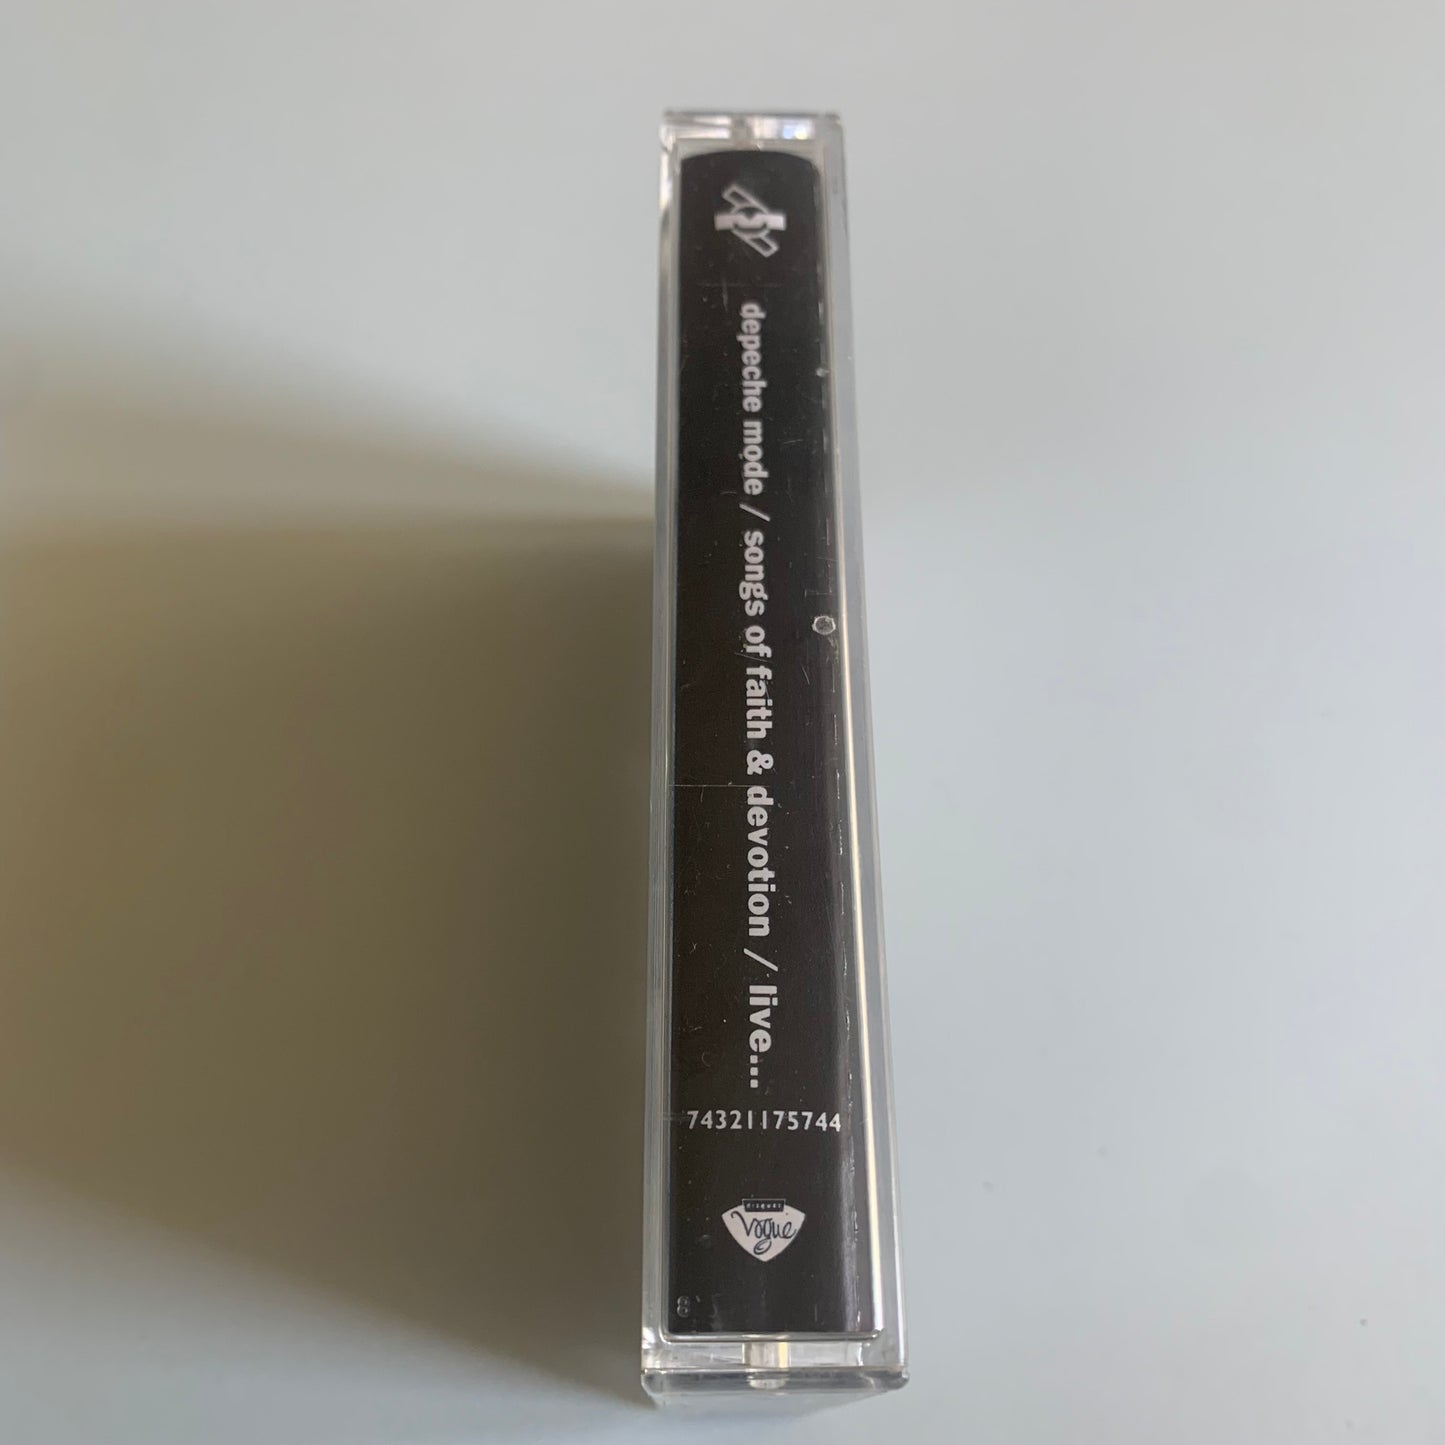 depeche mode / songs of faith & devotion / live...
74321175744
disques
Vogue